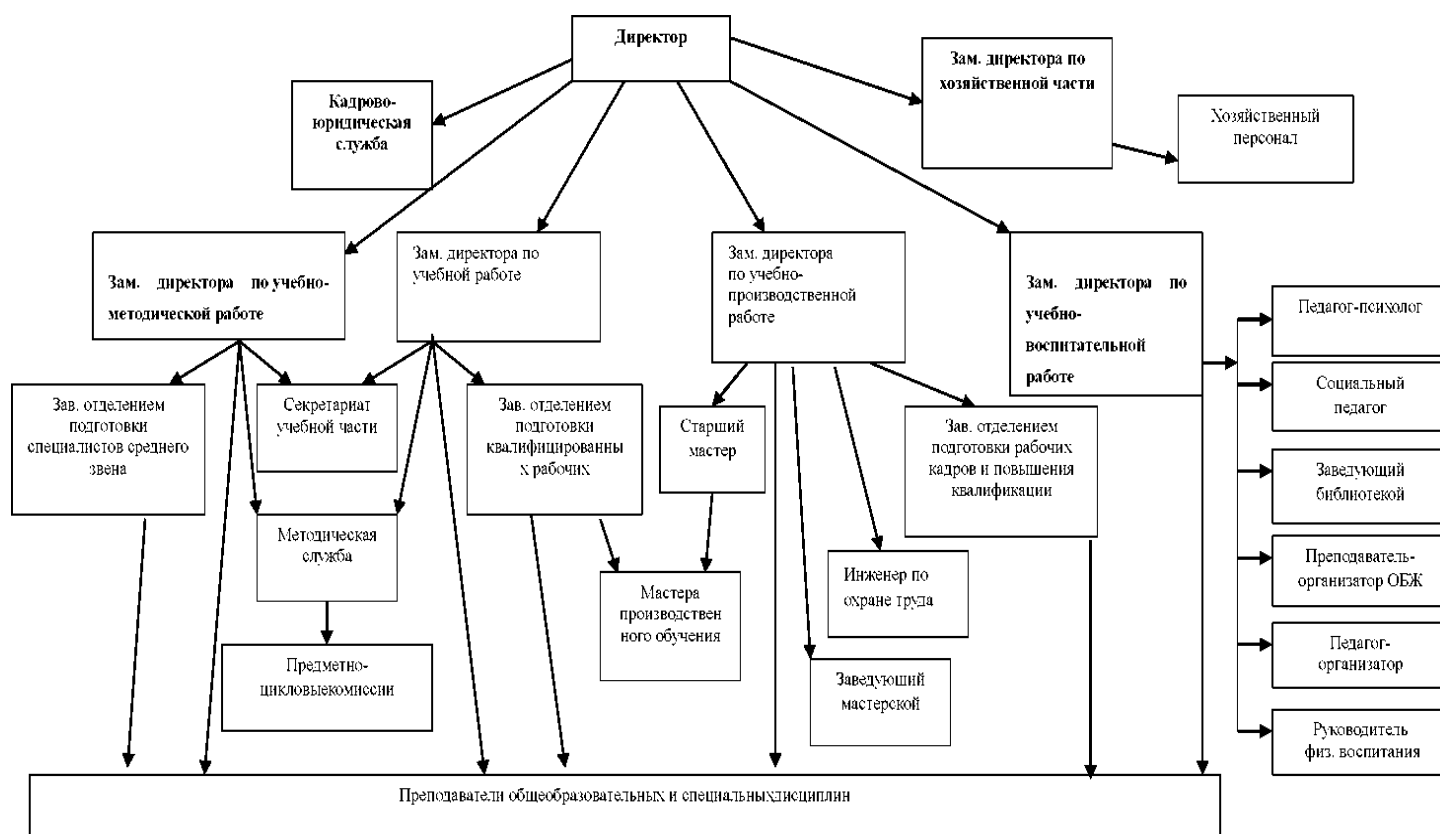 Директор
Зам. директора по
хозяйственной части
Кадрово-
юридическая
служба
Хозяйственный
персонал
Зам. директора по учебно-
методической работе
Зам. директора по
учебной работе
Зам. директора
по учебно-
производственной
работе
Зам. директора по
учебно-
воспитательной
работе
Педагог-психолог
Социальный
педагог
Заведующий
библиотекой
Преподаватель-
организатор ОБЖ
Педагог-
организатор
Руководитель
физ. воспитания
Зав. отделением
подготовки
специалистов среднего
звена
Секретариат
учебной части
Зав. отделением
подготовки
квалифицированны
х рабочих
Старший
мастер
Зав. отделением
подготовки рабочих
кадров и повышения
квалификации
Методическая
служба
Мастера
производствен
ного обучения
Инженер по
охране труда
Предметно-
цикловыекомиссии
Заведующий
мастерской
Преподаватели общеобразовательных и специальныхдисциплин